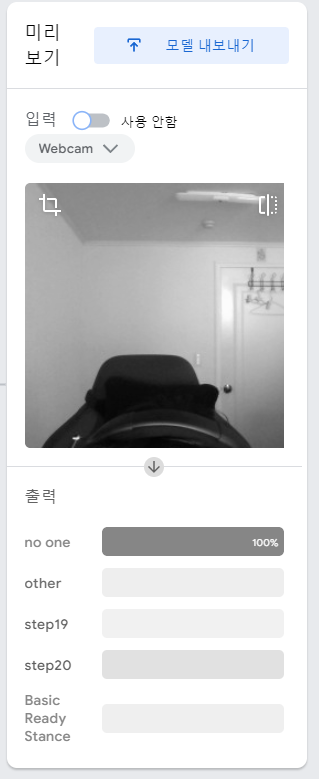 미리
보기
모델 내보내기
입력
사용 안함
Webcam
출력
no one
100%
other
step19
step20
Basic
Ready
Stance